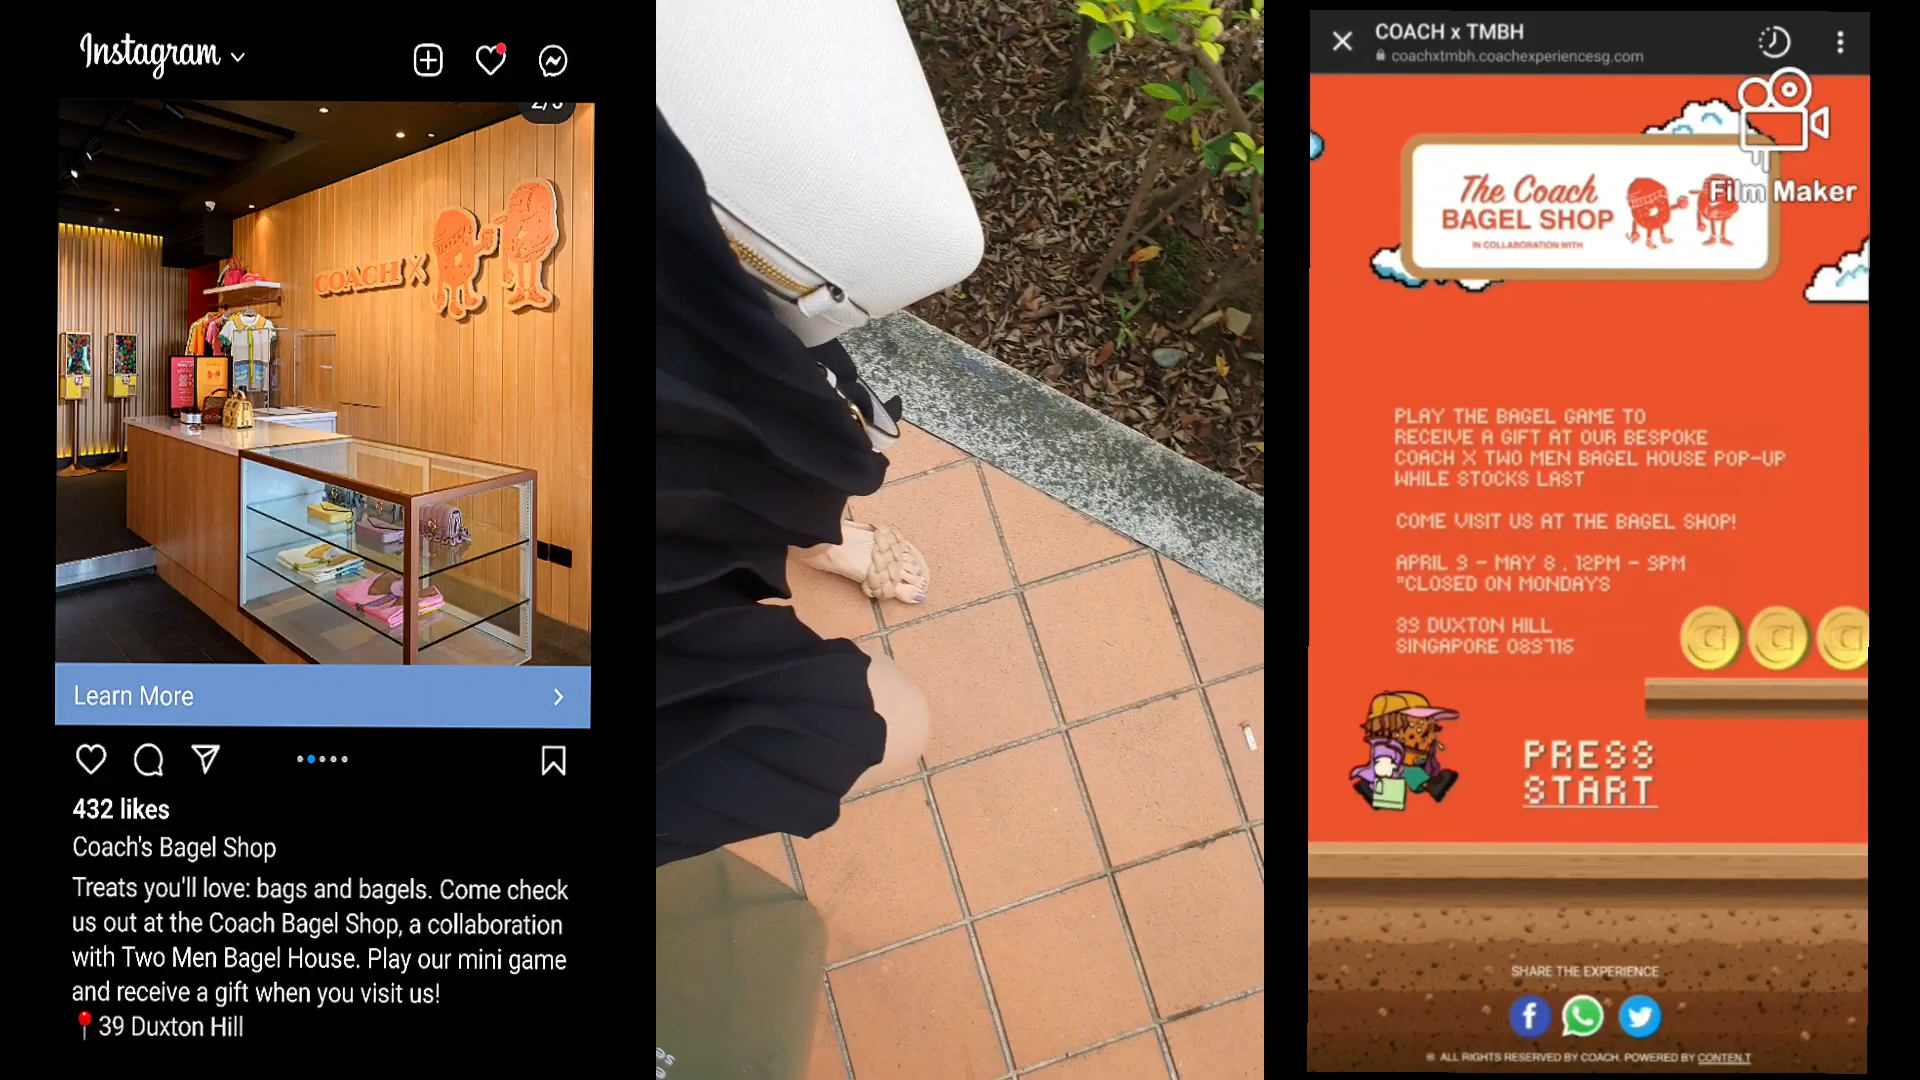 Instagram
2/5
COACH X
Learn More
432 likes
Coach's Bagel Shop
Treats you'll love: bags and bagels. Come check
us out at the Coach Bagel Shop, a collaboration
with Two Men Bagel House. Play our mini game
and receive a gift when you visit us!
39 Duxton Hill
COACH x TMBH
coachxtmbh.coachexperiencesg.com
Film Maker
The Coach
BAGEL SHOP
IN COLLABORATION WITH
PLAY THE BAGEL GAME TO
RECEIVE A GIFT AT OUR BESPOKE
COACH X TWO MEN BAGEL HOUSE POP-UP
WHILE STOCKS LAST
COME VISIT US AT THE BAGEL SHOP!
APRIL 9 - MAY 8 , 12PM - 9PM
*CLOSED ON MONDAYS
39 DUXTON HILL
SINGAPORE 089715
PRESS
START
SHARE THE EXPERIENCE
® ALL RIGHTS RESERVED BY COACH. POWERED BY CONTEN.T